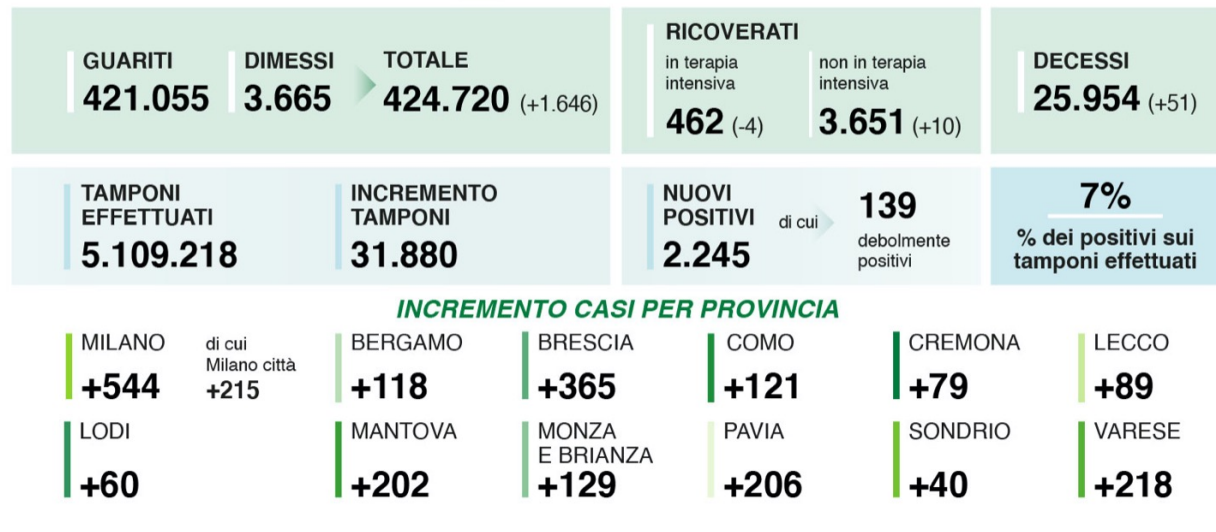 GUARITI
421.055
DIMESSI
3.665
TOTALE
424.720 (+1.646)
RICOVERATI
in terapia
intensiva
462 (-4)
non in terapia
intensiva
3.651 (+10)
DECESSI
25.954 (+51)
TAMPONI
EFFETTUATI
5.109.218
INCREMENTO
TAMPONI
31.880
NUOVI
POSITIVI
2.245
di cui
139
debolmente
positivi
7%
% dei positivi sui
tamponi effettuati
INCREMENTO CASI PER PROVINCIA
MILANO
+544
di cui
Milano città
+215
BERGAMO
+118
BRESCIA
+365
COMO
+121
CREMONA
+79
LECCO
+89
LODI
+60
MANTOVA
+202
MONZA
E BRIANZA
+129
PAVIA
+206
SONDRIO
+40
VARESE
+218